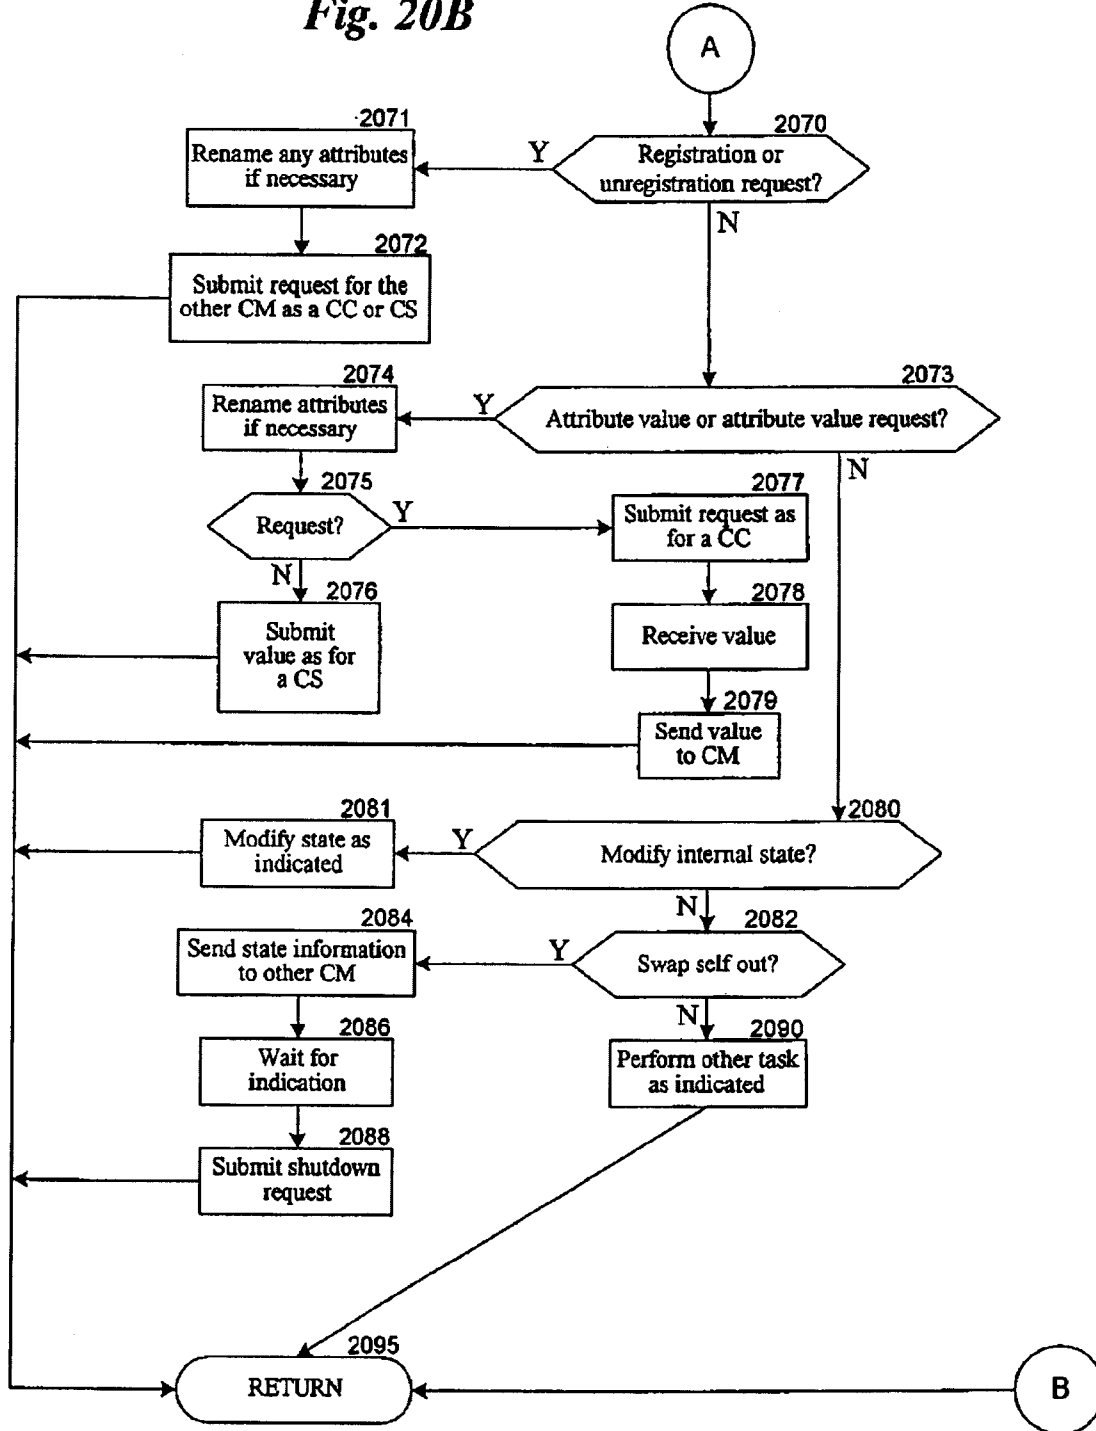 Fig. 20B
A
2071
2070
Rename any attributes
if necessary
Y
Registration or
unregistration request?
N
2072
Submit request for the
other CM as a CC or CS
2074
2073
Rename attributes
if necessary
Y
Attribute value or attribute value request?
N
2075
2077
Request?
Y
Submit request as
for a CC
N
2076
2078
Submit
value as for
a CS
Receive value
2079
Send value
to CM
2081
2080
Modify state as
indicated
Y
Modify internal state?
N
2084
2082
Send state information
to other CM
Y
Swap self out?
N
2086
2090
Wait for
indication
Perform other task
as indicated
2088
Submit shutdown
request
2095
RETURN
B